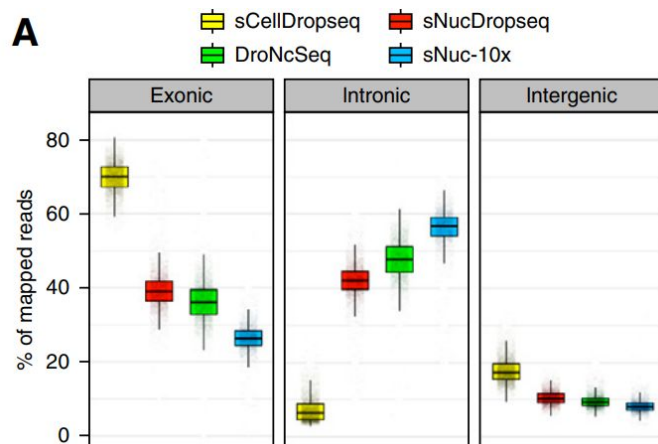 A
sCellDropseq sNucDropseq
DroNcSeq sNuc-10x
Exonic Intronic Intergenic
% of mapped reads
80
60
40
20
0